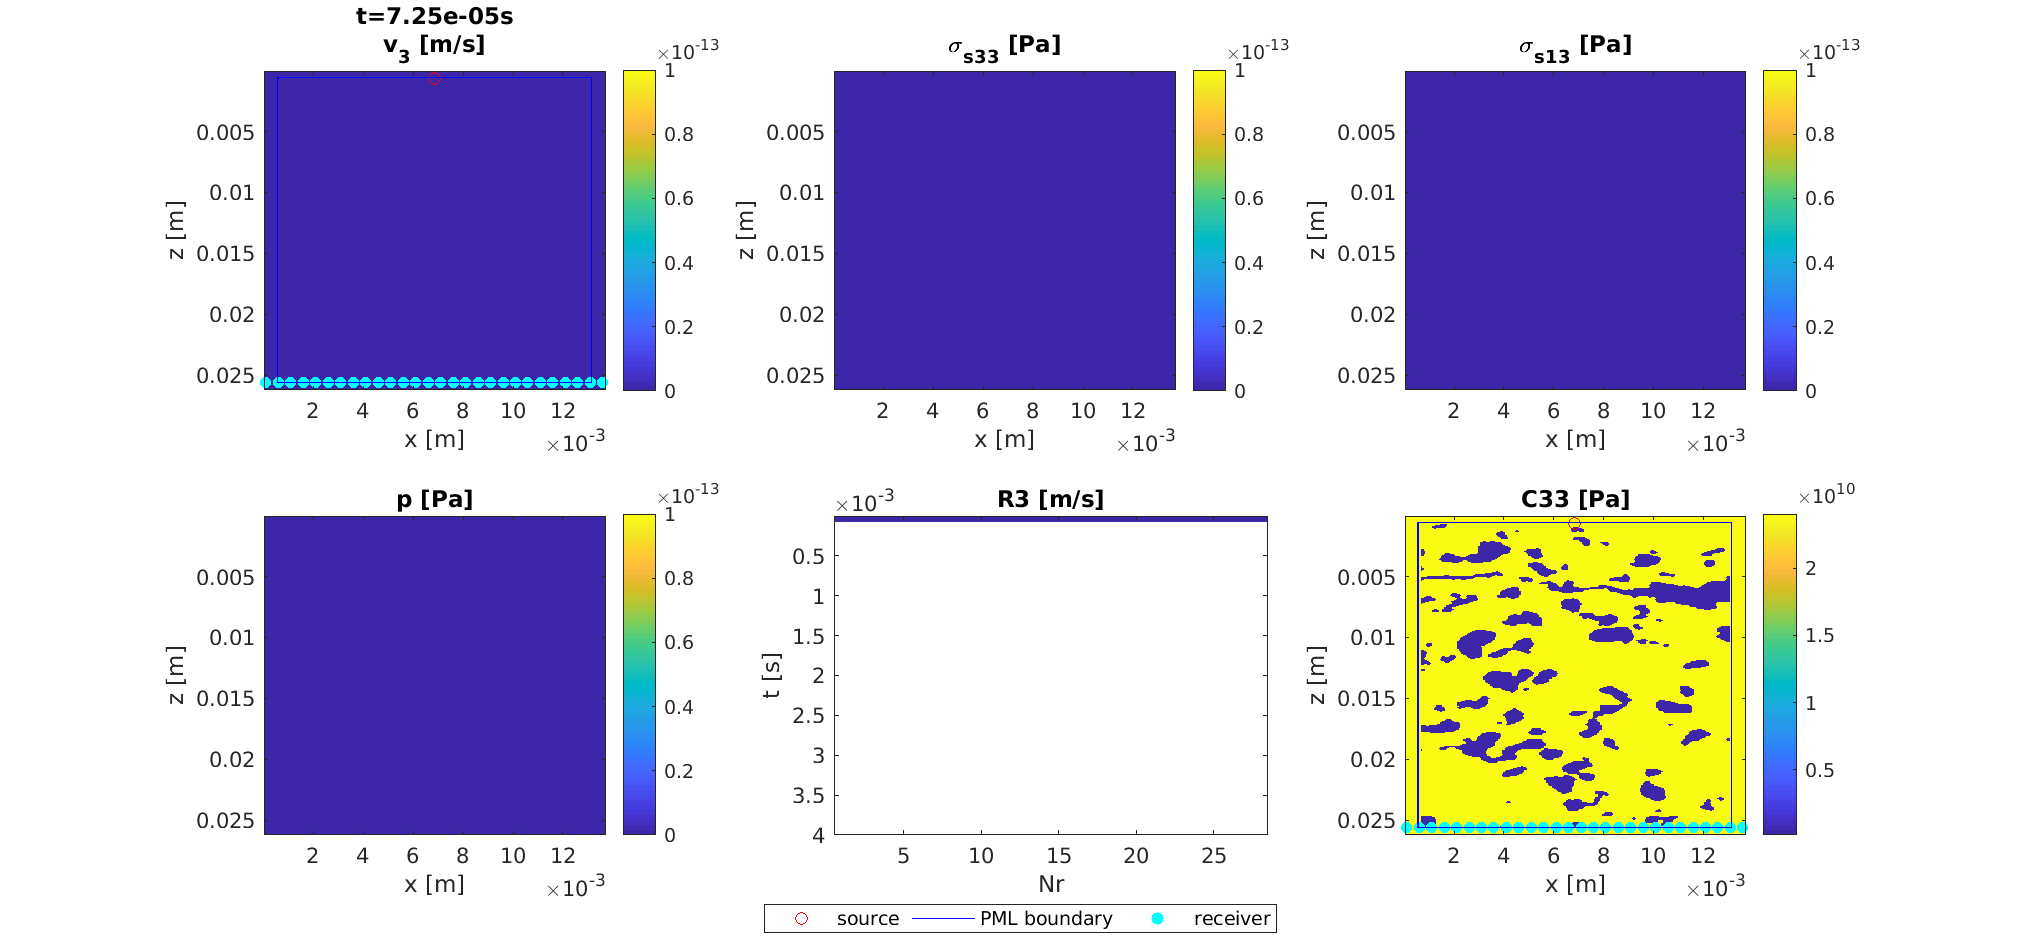 t=7.25e-05s
v3 [m/s]
×10-13
1
0.8
0.6
0.4
0.2
0
0.005
0.01
0.015
0.02
0.025
z [m]
2 4 6 8 10 12
x [m]
×10-3
σs33 [Pa]
×10-13
1
0.8
0.6
0.4
0.2
0
0.005
0.01
0.015
0.02
0.025
z [m]
2 4 6 8 10 12
x [m]
×10-3
σs13 [Pa]
×10-13
1
0.8
0.6
0.4
0.2
0
0.005
0.01
0.015
0.02
0.025
z [m]
2 4 6 8 10 12
x [m]
×10-3
p [Pa]
×10-13
1
0.8
0.6
0.4
0.2
0
0.005
0.01
0.015
0.02
0.025
z [m]
2 4 6 8 10 12
x [m]
×10-3
R3 [m/s]
×10-3
0.5
1
1.5
2
2.5
3
3.5
4
t [s]
5 10 15 20 25
Nr
C33 [Pa]
×1010
2
1.5
1
0.5
0.005
0.01
0.015
0.02
0.025
z [m]
2 4 6 8 10 12
x [m]
×10-3
source PML boundary receiver